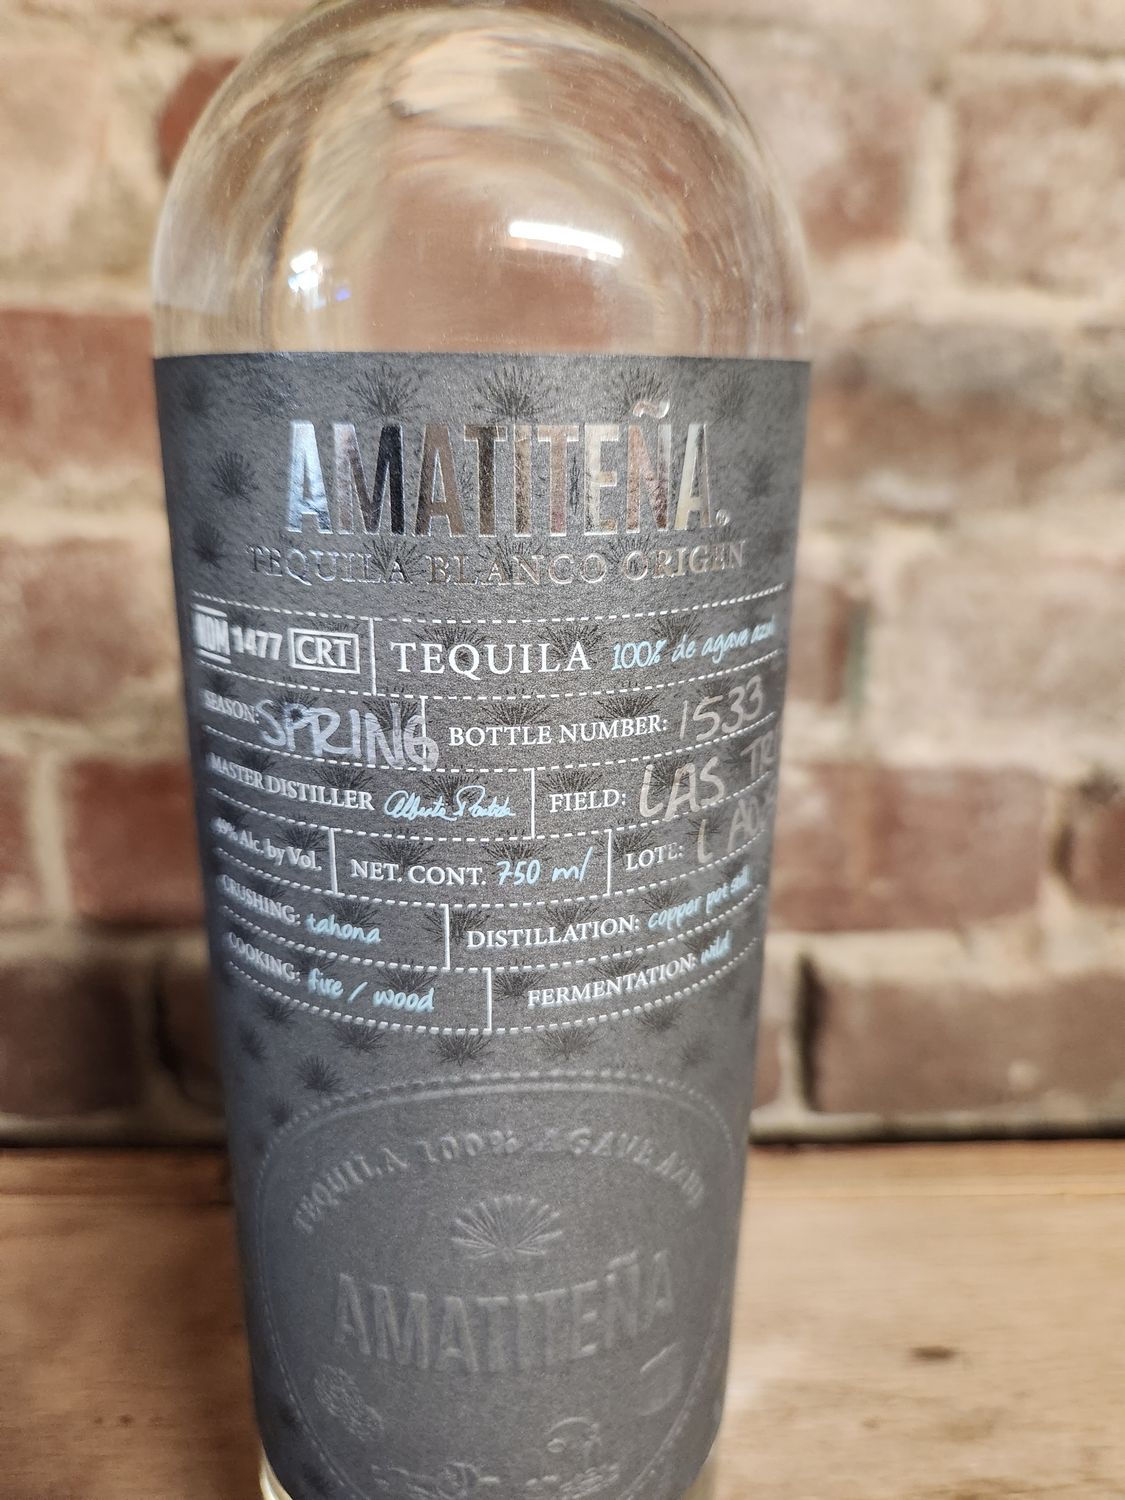 AMATITEÑA®
TEQUILA BLANCO ORIGEN
NOM 1477 CRT TEQUILA 100% de agave azul
SEASON: SPRING BOTTLE NUMBER: 1533
MASTER DISTILLER FIELD: LAS
Alc. by Vol. NET. CONT. 750 ml LOTE: L
CRUSHING: tahona DISTILLATION: copper pot still
COOKING: fire / wood FERMENTATION: wild
TEQUILA 100% AGAVE AZUL
AMATITEÑA